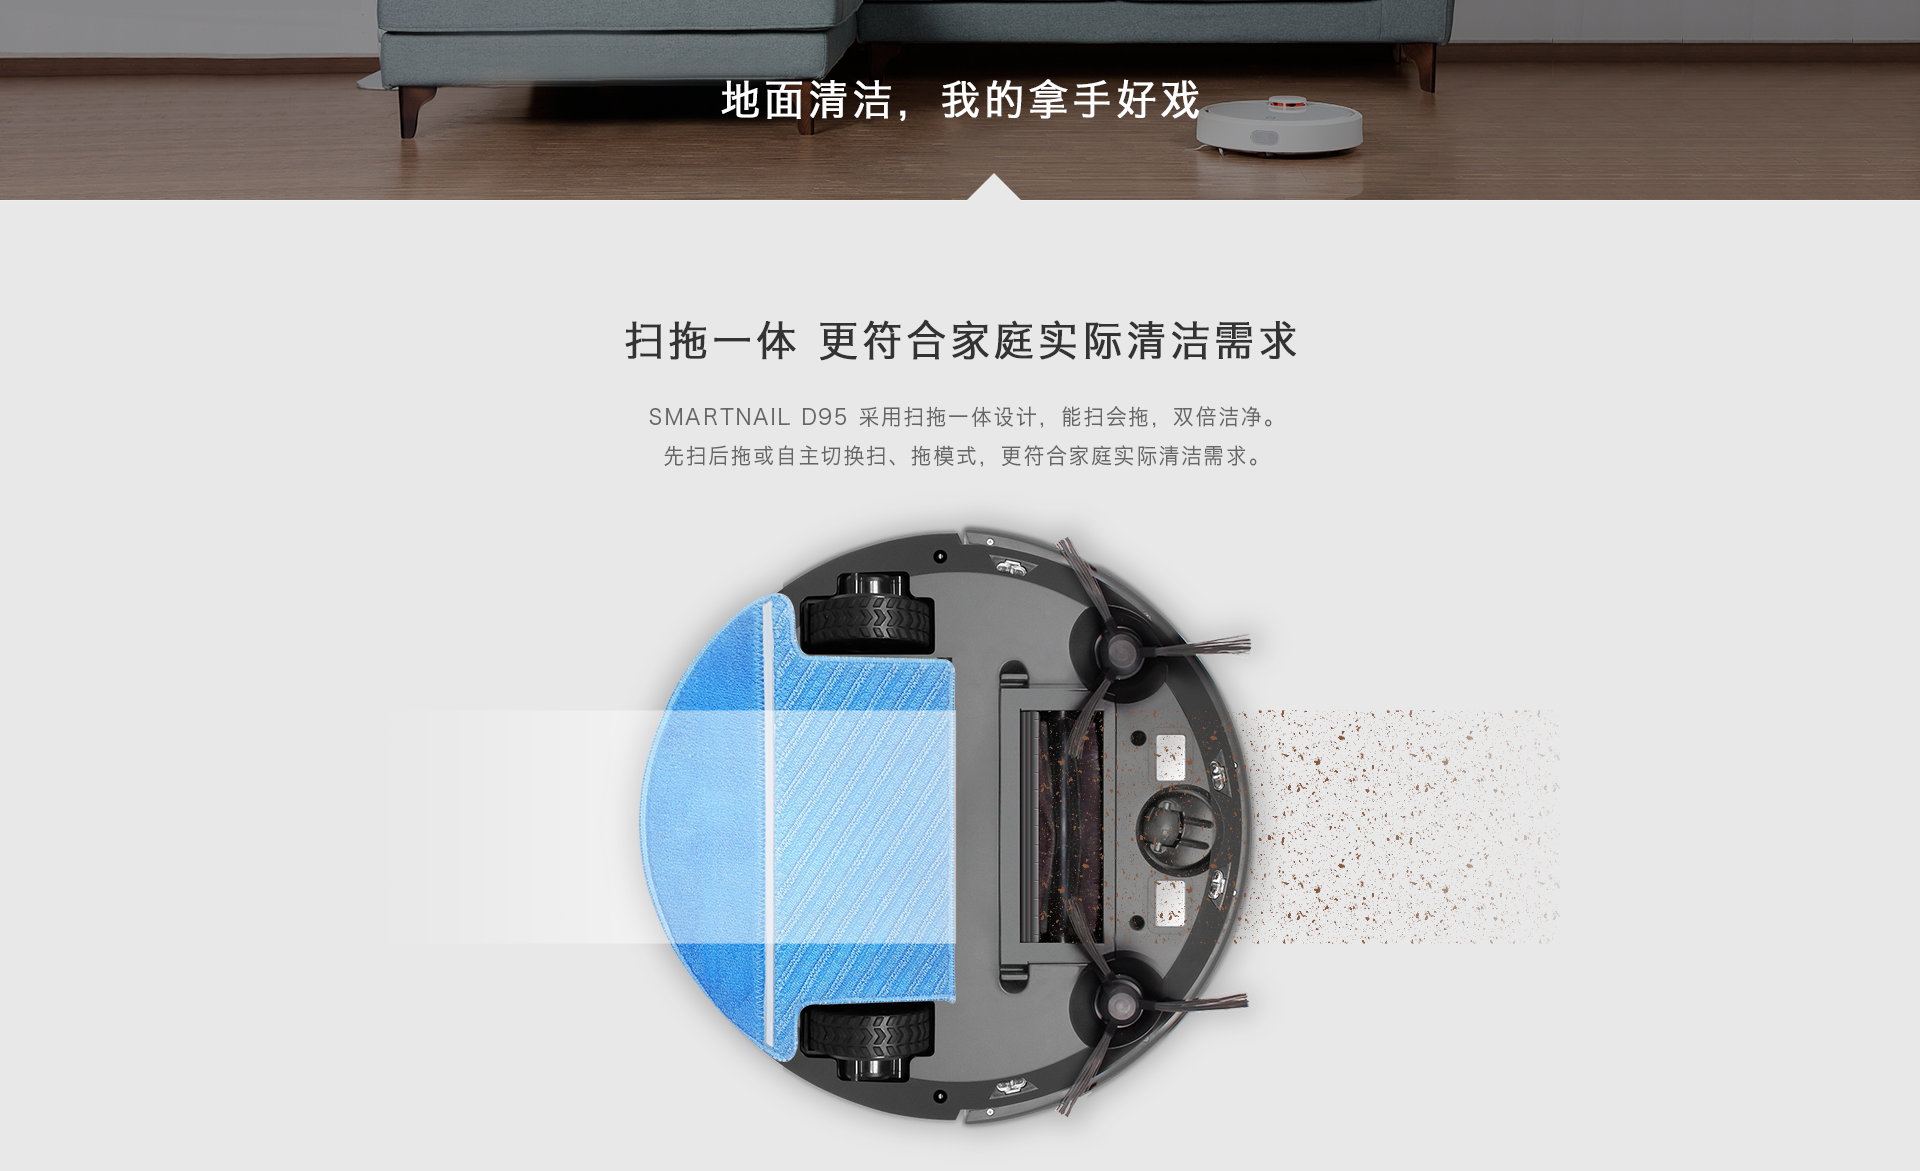 地面清洁，我的拿手好戏
扫拖一体 更符合家庭实际清洁需求
SMARTNAIL D95 采用扫拖一体设计，能扫会拖，双倍洁净。
先扫后拖或自主切换扫、拖模式，更符合家庭实际清洁需求。